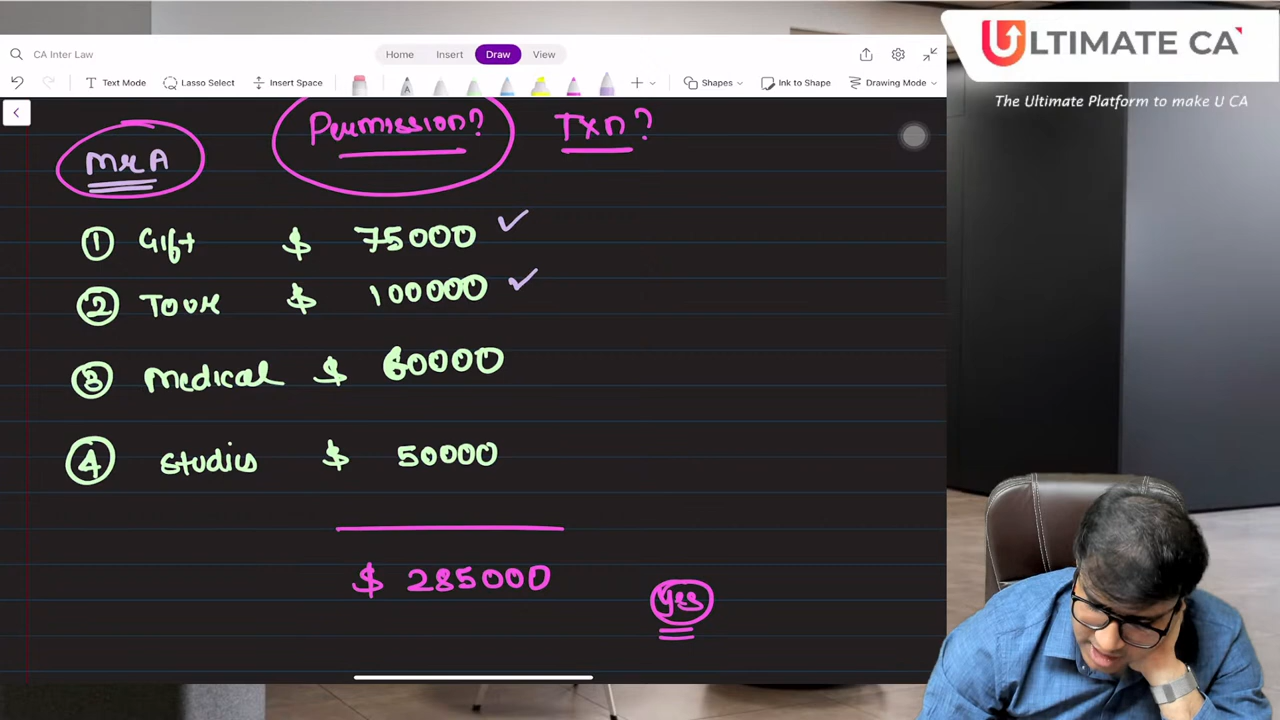 ULTIMATE CA
The Ultimate Platform to make U CA
CA Inter Law
Home Insert Draw View
Text Mode Lasso Select Insert Space Shapes Ink to Shape Drawing Mode
Permission? Txn?
Mr A
① Gift $ 75000
② Tour $ 100000
③ Medical $ 60000
④ Studies $ 50000
$ 285000
Yes